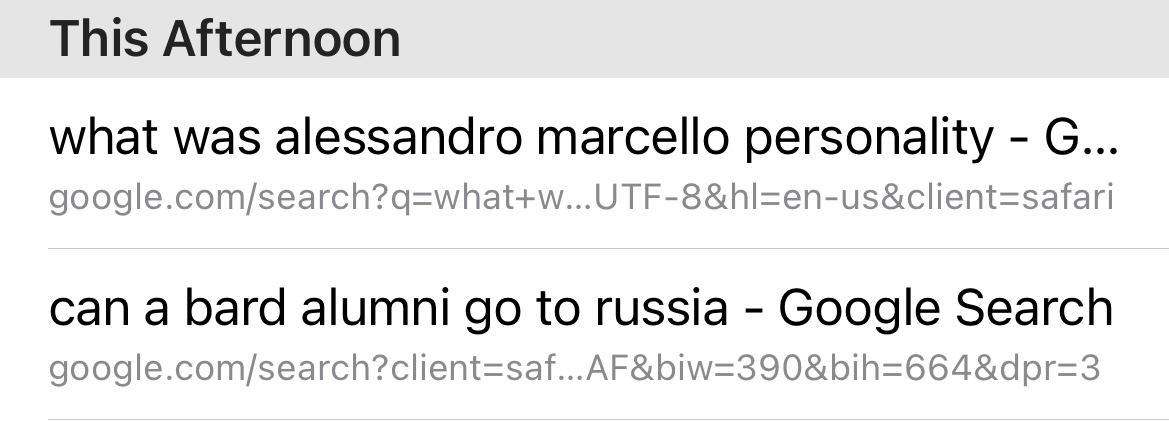 This Afternoon
what was alessandro marcello personality - G...
google.com/search?q=what+w...UTF-8&hl=en-us&client=safari
can a bard alumni go to russia - Google Search
google.com/search?client=saf...AF&biw=390&bih=664&dpr=3